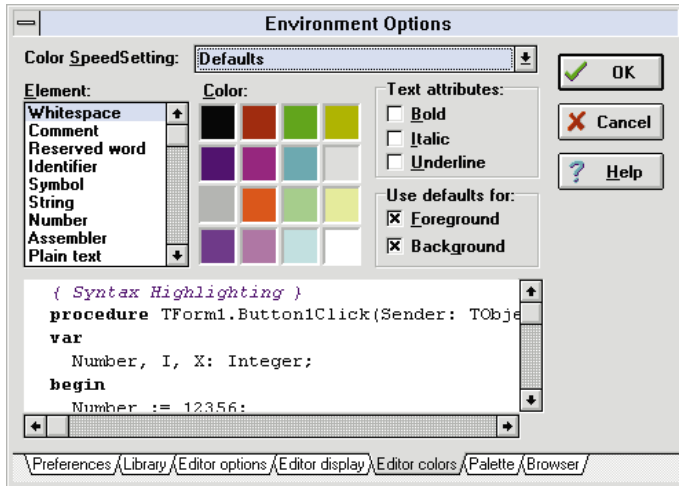 Environment Options
Color SpeedSetting: Defaults
OK
Element:
Color:
Text attributes:
Whitespace
Comment
Reserved word
Identifier
Symbol
String
Number
Assembler
Plain text
Bold
Italic
Underline
Cancel
Help
Use defaults for:
Foreground
Background
{ Syntax Highlighting }
procedure TForm1.Button1Click(Sender: TObje
var
Number, I, X: Integer;
begin
Number := 12356;
Preferences Library Editor options Editor display Editor colors Palette Browser